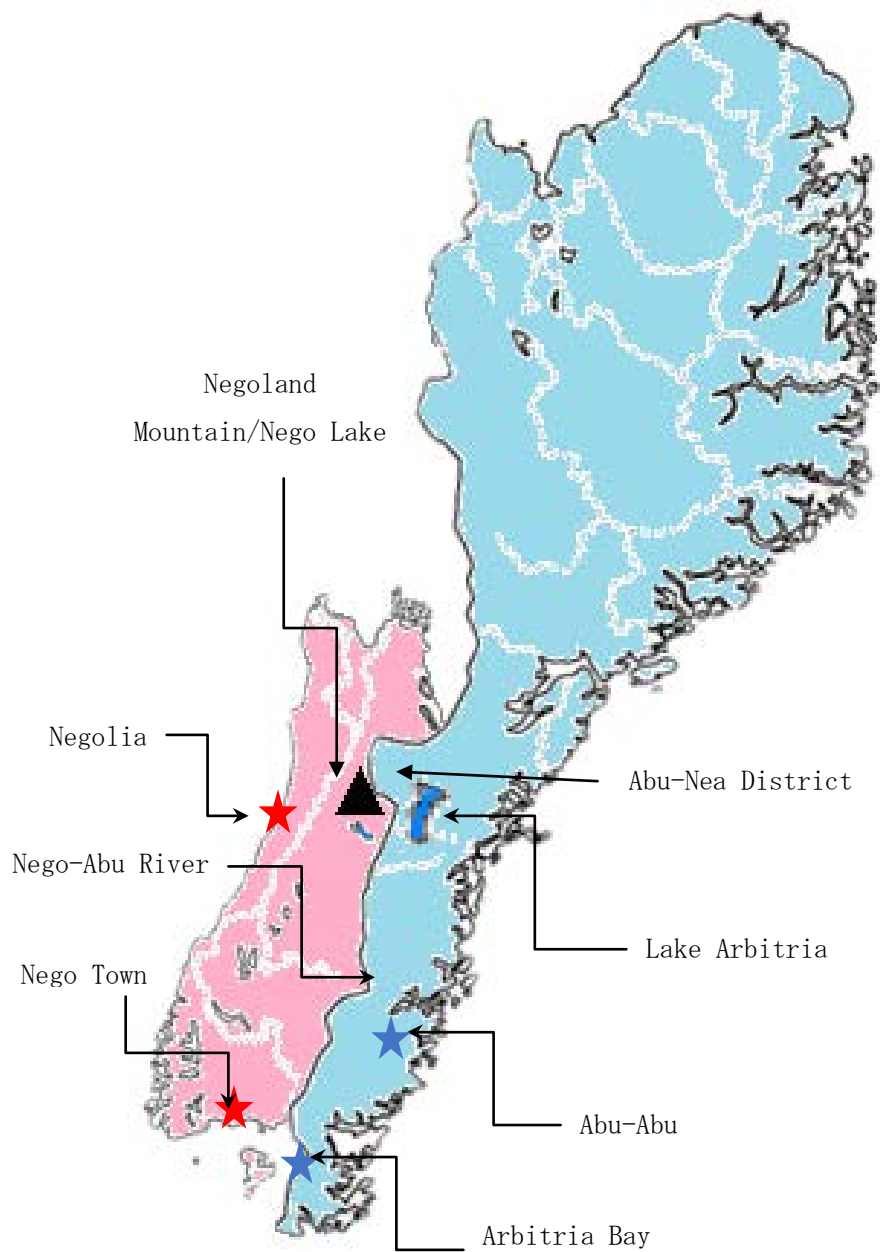 Negoland
Mountain/Nego Lake
Negolia
Abu-Nea District
Nego-Abu River
Lake Arbitria
Nego Town
Abu-Abu
Arbitria Bay